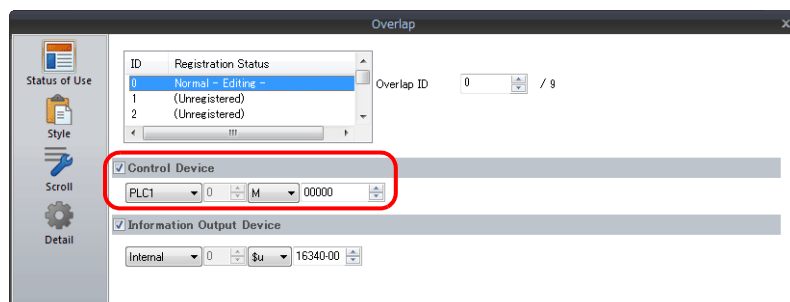 Overlap
Status of Use
Style
Scroll
Detail
ID Registration Status
0 Normal - Editing -
1 (Unregistered)
2 (Unregistered)
Overlap ID 0 / 9
Control Device
PLC1 0 M 00000
Information Output Device
Internal 0 $u 16340-00